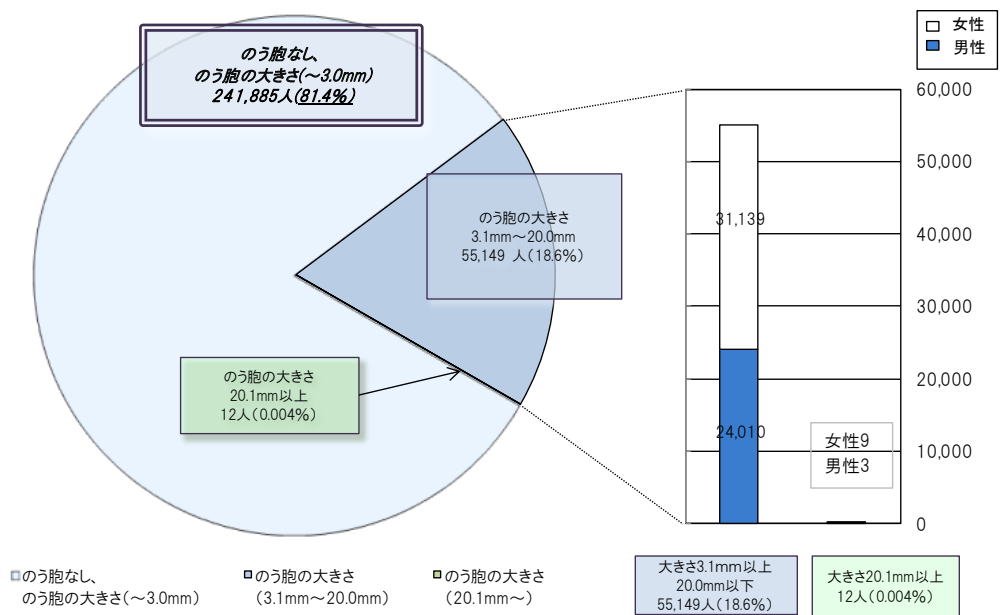 のう胞なし、
のう胞の大きさ(～3.0mm)
241,885人(81.4%)
のう胞の大きさ
3.1mm～20.0mm
55,149 人(18.6%)
のう胞の大きさ
20.1mm以上
12人(0.004%)
女性
男性
60,000
50,000
40,000
30,000
20,000
10,000
0
31,139
24,010
女性9
男性3
のう胞なし、
のう胞の大きさ(～3.0mm)
のう胞の大きさ
(3.1mm～20.0mm)
のう胞の大きさ
(20.1mm～)
大きさ3.1mm以上
20.0mm以下
55,149人(18.6%)
大きさ20.1mm以上
12人(0.004%)